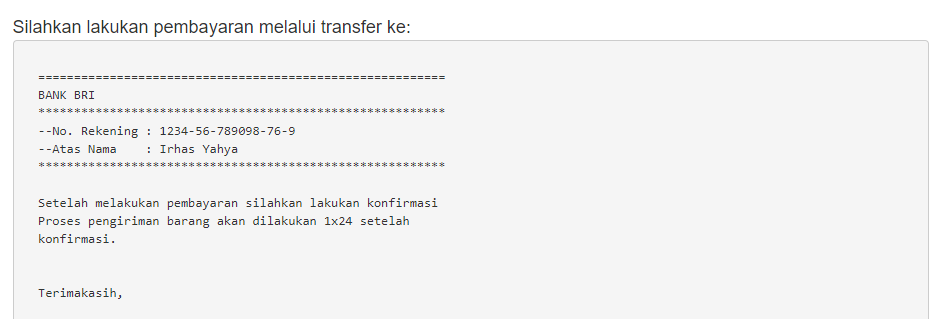 Silahkan lakukan pembayaran melalui transfer ke:
=========================================================
BANK BRI
*********************************************************
--No. Rekening : 1234-56-789098-76-9
--Atas Nama    : Irhas Yahya
*********************************************************
Setelah melakukan pembayaran silahkan lakukan konfirmasi
Proses pengiriman barang akan dilakukan 1x24 setelah
konfirmasi.
Terimakasih,